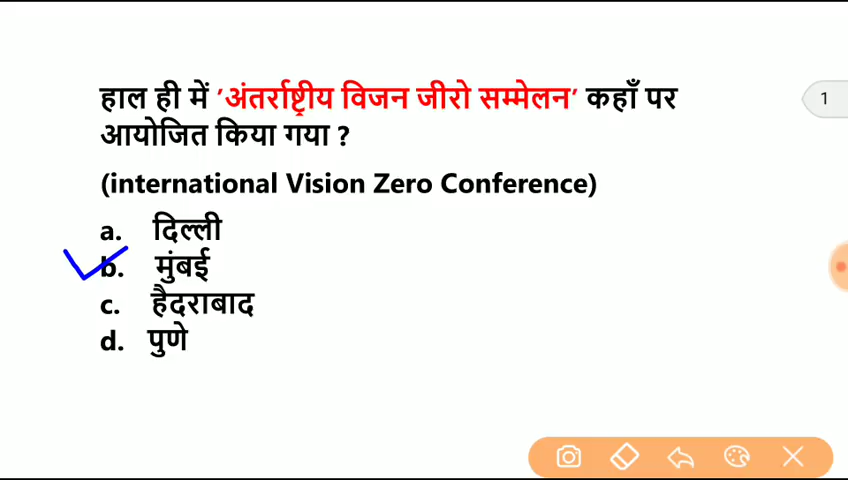 हाल ही में 'अंतर्राष्ट्रीय विजन जीरो सम्मेलन' कहाँ पर
आयोजित किया गया ?
(international Vision Zero Conference)
a. दिल्ली
b. मुंबई
c. हैदराबाद
d. पुणे
1